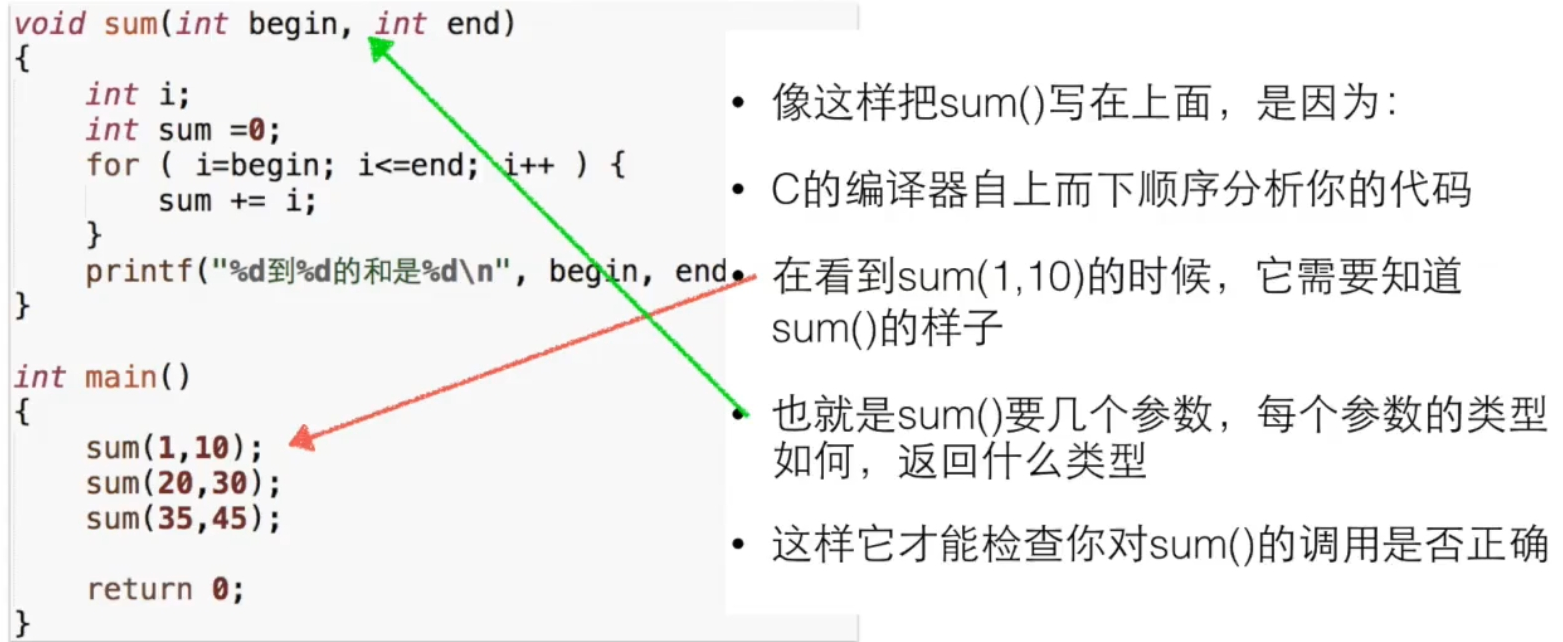 void sum(int begin, int end)
{
int i;
int sum =0;
for ( i=begin; i<=end; i++ ) {
sum += i;
}
printf("%d到%d的和是%d\n", begin, end
}
int main()
{
sum(1,10);
sum(20,30);
sum(35,45);
return 0;
}
• 像这样把sum()写在上面，是因为：
• C的编译器自上而下顺序分析你的代码
• 在看到sum(1,10)的时候，它需要知道
sum()的样子
• 也就是sum()要几个参数，每个参数的类型
如何，返回什么类型
• 这样它才能检查你对sum()的调用是否正确